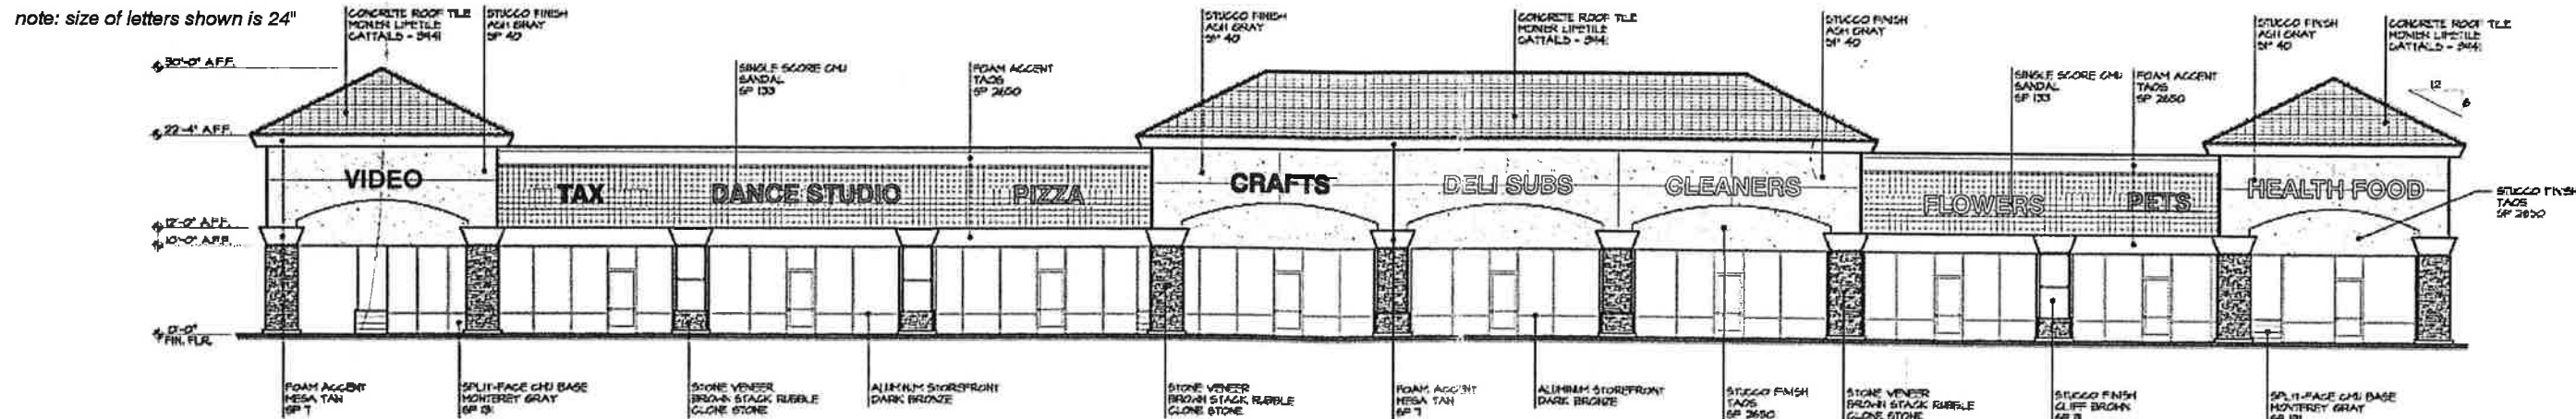 note: size of letters shown is 24"
CONCRETE ROOF TILE
MONIER LIFETILE
CATTAILS - 5441
STUCCO FINISH
ASH GRAY
SP 40
STUCCO FINISH
ASH GRAY
SP 40
CONCRETE ROOF TILE
MONIER LIFETILE
STUCCO FINISH
ASH GRAY
SP 40
STUCCO FINISH
ASH GRAY
SP 40
CONCRETE ROOF TILE
MONIER LIFETILE
30'-0" A.F.F.
SINGLE SCORE CMU
SANDAL
SP 133
FOAM ACCENT
TAOS
SP 2650
SINGLE SCORE CMU
SANDAL
SP 133
FOAM ACCENT
TAOS
SP 2650
12
6
22'-4" A.F.F.
VIDEO
TAX
DANCE STUDIO
PIZZA
CRAFTS
DELI SUBS
CLEANERS
FLOWERS
PETS
HEALTH FOOD
STUCCO FINISH
TAOS
SP 2650
12'-0" A.F.F.
10'-0" A.F.F.
0'-0"
FIN. FLR.
FOAM ACCENT
MESA TAN
SP 7
SPLIT-FACE CMU BASE
MONTEREY GRAY
SP 131
STONE VENEER
BROWN STACK RUBBLE
CLONE STONE
ALUMINUM STOREFRONT
DARK BRONZE
STONE VENEER
BROWN STACK RUBBLE
CLONE STONE
FOAM ACCENT
MESA TAN
SP 7
ALUMINUM STOREFRONT
DARK BRONZE
STUCCO FINISH
TAOS
SP 2650
STONE VENEER
BROWN STACK RUBBLE
CLONE STONE
STUCCO FINISH
CLIFF BROWN
SPLIT-FACE CMU BASE
MONTEREY GRAY
SP 131